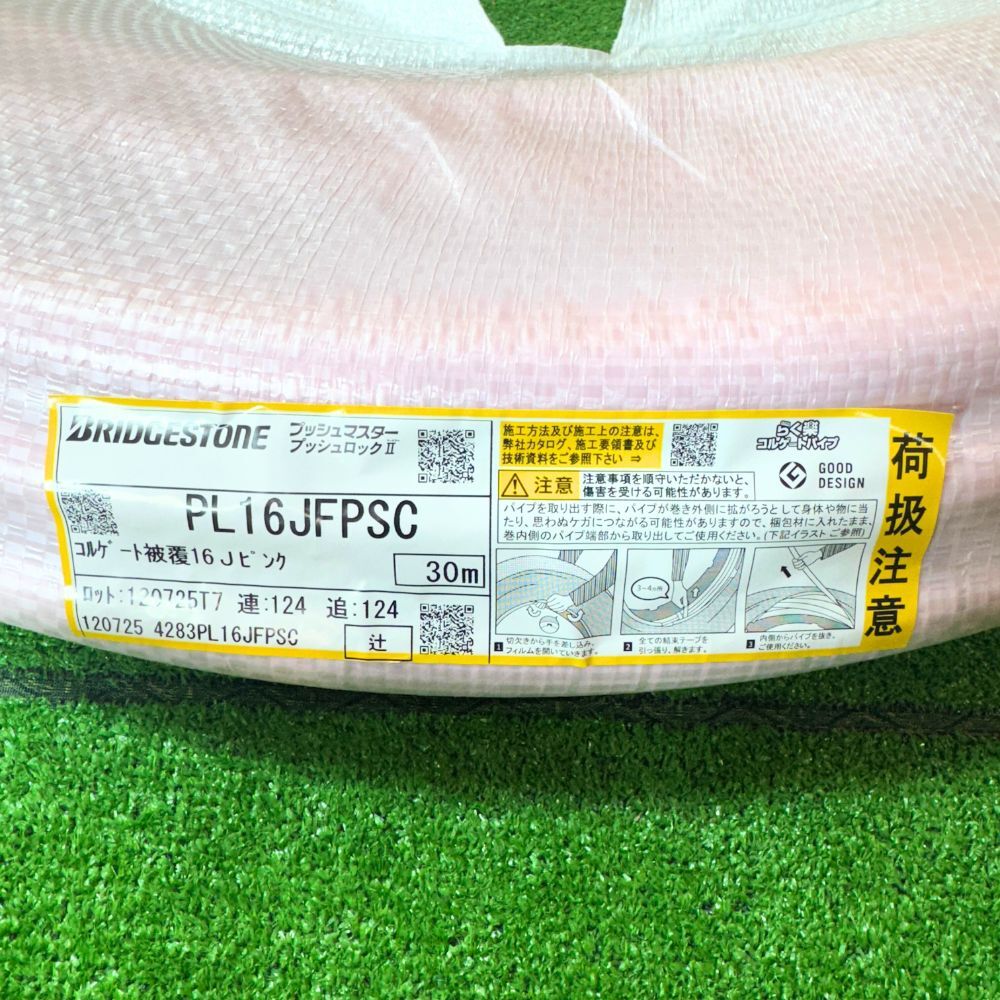 BRIDGESTONE
プッシュマスター
プッシュロックⅡ
PL16JFPSC
コルゲート被覆16Jピンク
30m
ロット:120725T7 連:124 追:124
120725 4283PL16JFPSC
辻
施工方法及び施工上の注意は、
弊社カタログ、施工要領書及び
技術資料をご参照下さい ⇒
らく楽
コルゲートパイプ
GOOD
DESIGN
注意
注意事項を順守いただかないと、
傷害を受ける可能性があります。
パイプを取り出す際に、パイプが巻き外側に拡がろうとして身体や物に当
たり、思わぬケガにつながる可能性がありますので、梱包材に入れたまま、
巻内側のパイプ端部から取り出してご使用ください。(下記イラストご参照)
3~4ヵ所
1 切欠きから手を差し込み、
フィルムを開いていきます。
2 全ての結束テープを
引っ張り、解きます。
3 内側からパイプを抜き、
ご使用ください。
荷扱注意